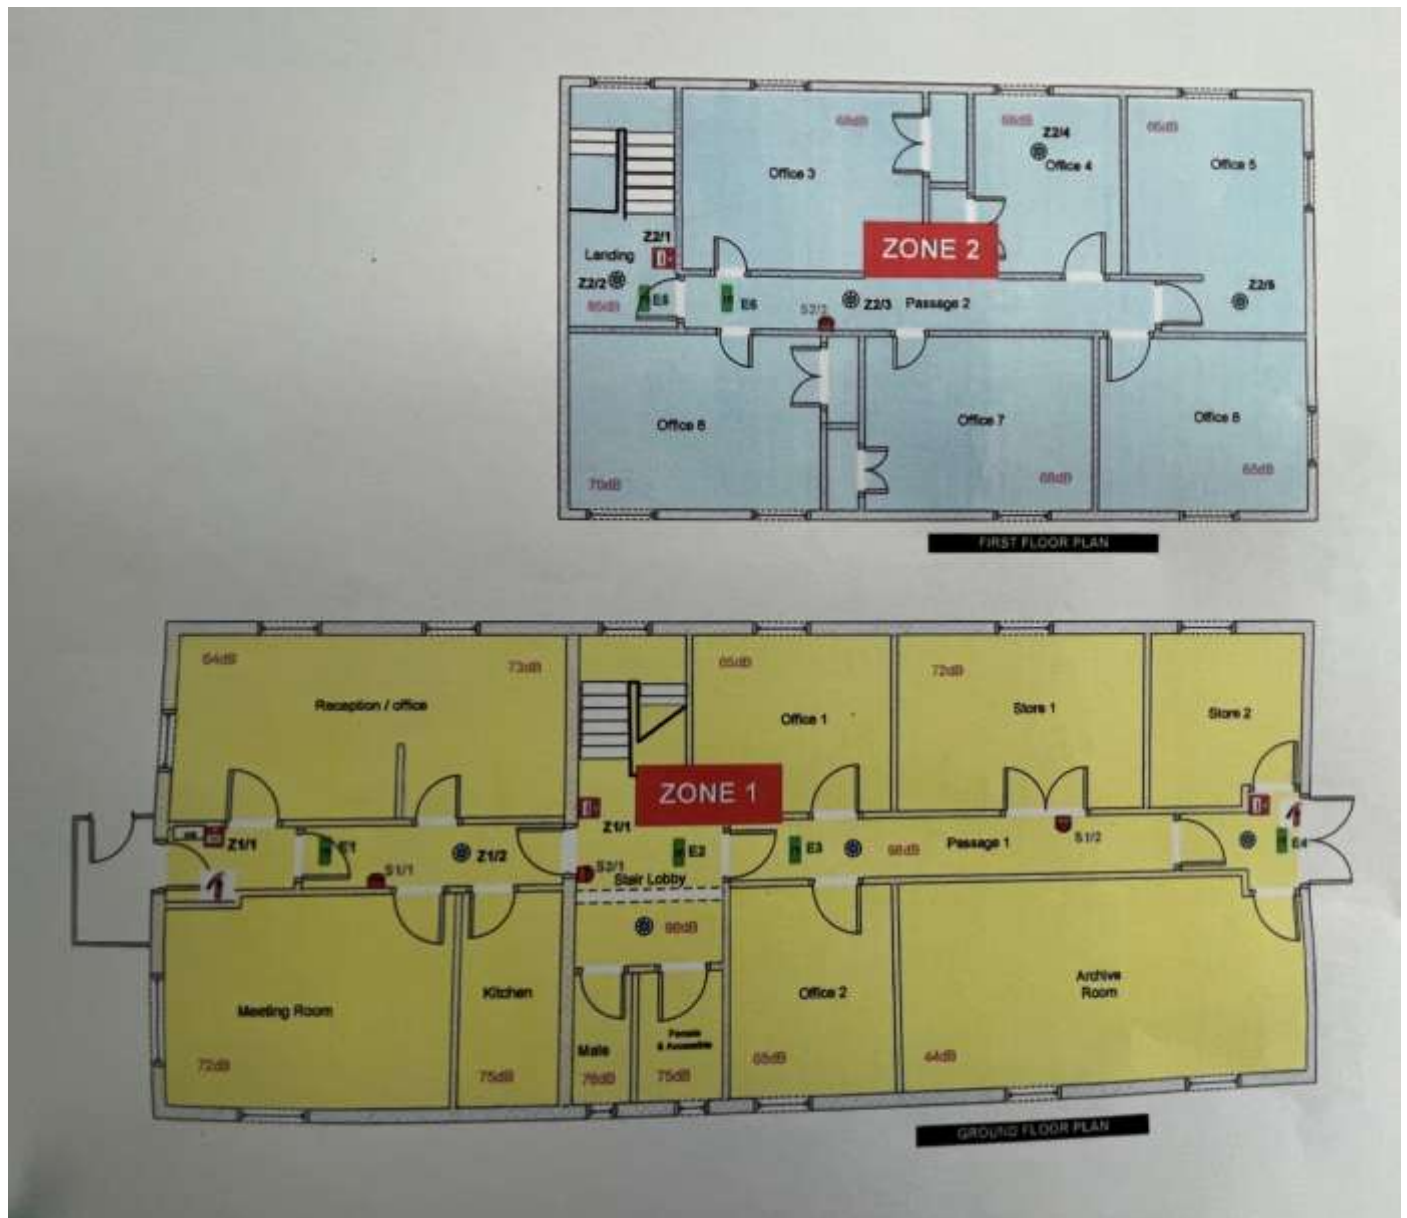 68dB
68dB
Z2/4
66dB
Office 3
Office 4
Office 5
Z2/1
Landing
ZONE 2
Z2/2
E5
E6
Z2/3
Passage 2
Z2/5
Office 8
Office 7
Office 6
70dB
68dB
65dB
FIRST FLOOR PLAN
64dB
73dB
65dB
72dB
Reception / office
Office 1
Store 1
Store 2
ZONE 1
Z1/1
Z1/1
E1
S1/1
Z1/2
S2/1
E2
Stair Lobby
E3
98dB
Passage 1
S1/2
E4
98dB
Meeting Room
Kitchen
Office 2
Archive
Room
Male
Female
& Accessible
72dB
75dB
76dB
75dB
65dB
64dB
GROUND FLOOR PLAN